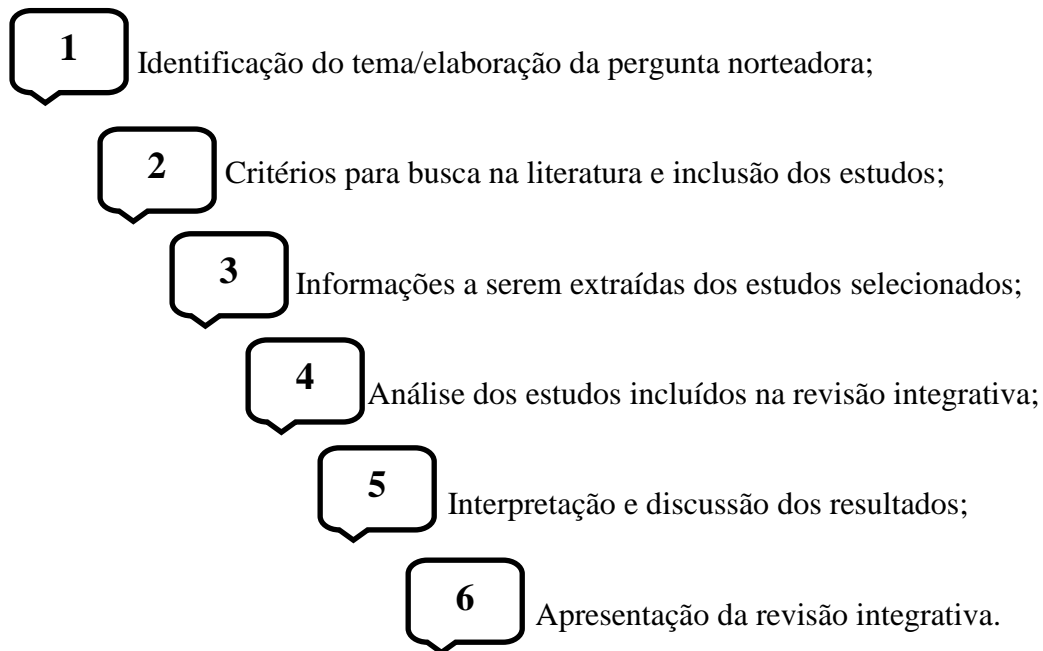 1 Identificação do tema/elaboração da pergunta norteadora;
2 Critérios para busca na literatura e inclusão dos estudos;
3 Informações a serem extraídas dos estudos selecionados;
4 Análise dos estudos incluídos na revisão integrativa;
5 Interpretação e discussão dos resultados;
6 Apresentação da revisão integrativa.